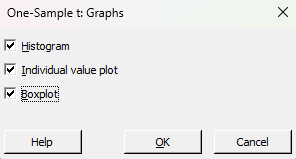 One-Sample t: Graphs
Histogram
Individual value plot
Boxplot
Help
OK
Cancel